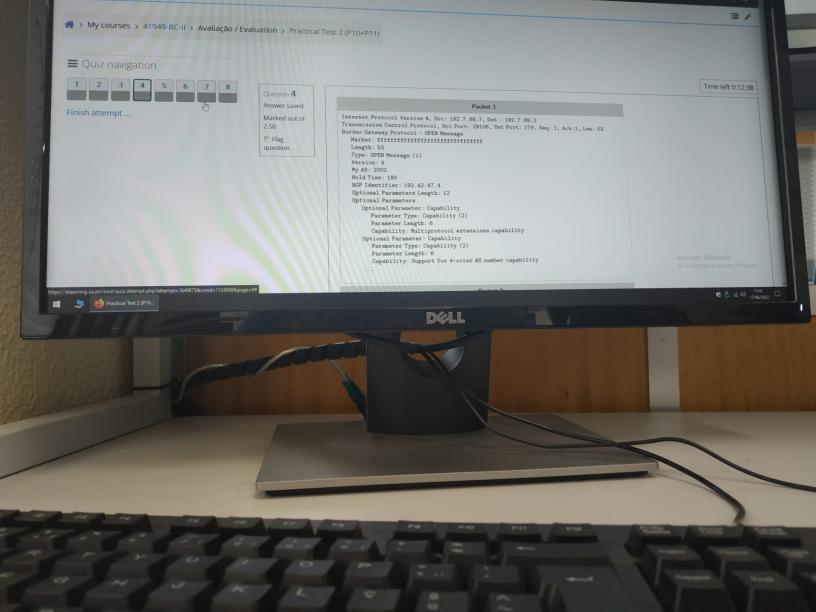 My courses > 41949-RC-II > Avaliação / Evaluation > Practical Test 2 (P10+P11)
Quiz navigation
1 2 3 4 5 6 7 8
Finish attempt ...
Question 4
Answer saved
Marked out of
2.50
Flag
question
Time left 0:12:38
Packet 1
Internet Protocol Version 4, Src: 192.7.88.7, Dst : 192.7.88.2
Transmission Control Protocol, Src Port: 29106, Dst Port: 179, Seq: 1, Ack:1, Len: 53
Border Gateway Protocol - OPEN Message
Marker: ffffffffffffffffffffffffffffffff
Length: 53
Type: OPEN Message (1)
Version: 4
My AS: 2002
Hold Time: 180
BGP Identifier: 192.42.47.4
Optional Parameters Length: 12
Optional Parameters
Optional Parameter: Capability
Parameter Type: Capability (2)
Parameter Length: 6
Capability: Multiprotocol extensions capability
Optional Parameter: Capability
Parameter Type: Capability (2)
Parameter Length: 6
Capability: Support for 4-octet AS number capability
....
Activate Windows
Practical Test 2 (P10...
11:41
17/06/2022
DELL